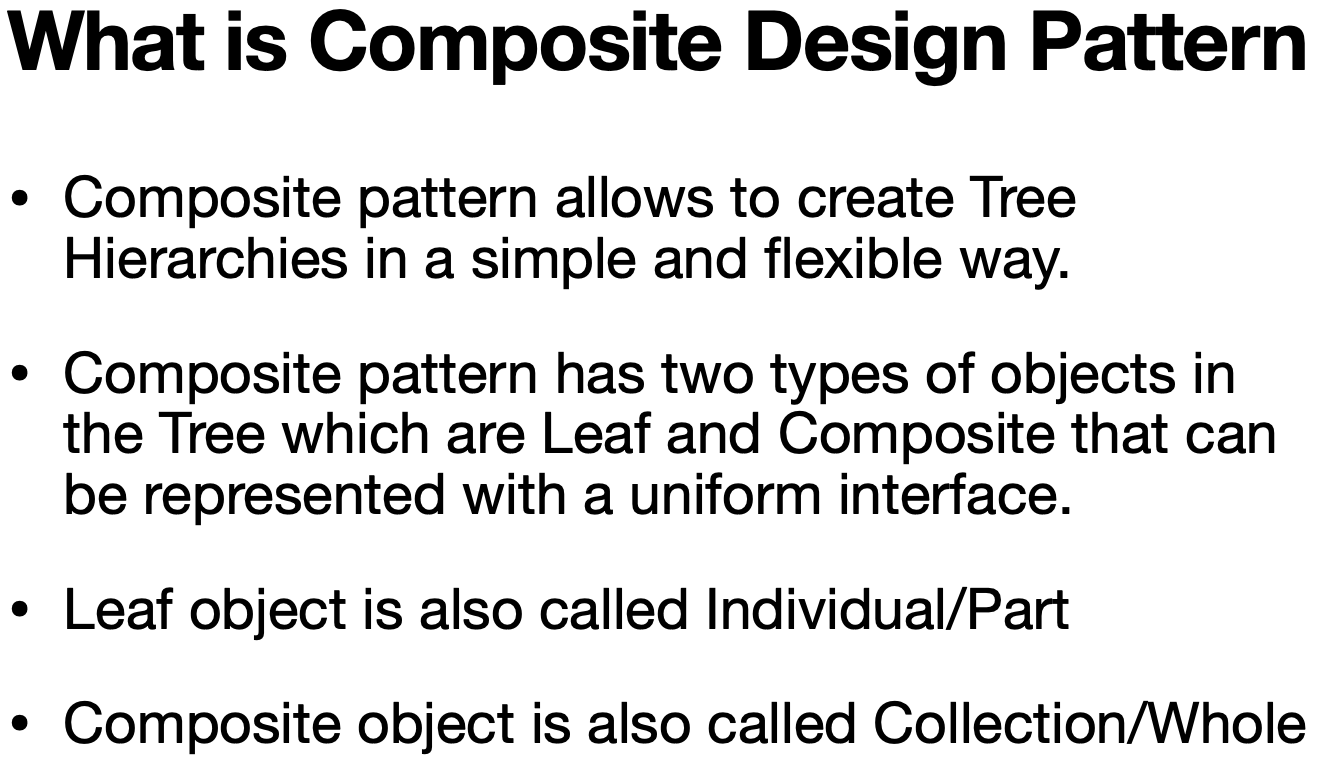 What is Composite Design Pattern
• Composite pattern allows to create Tree
Hierarchies in a simple and flexible way.
• Composite pattern has two types of objects in
the Tree which are Leaf and Composite that can
be represented with a uniform interface.
• Leaf object is also called Individual/Part
• Composite object is also called Collection/Whole